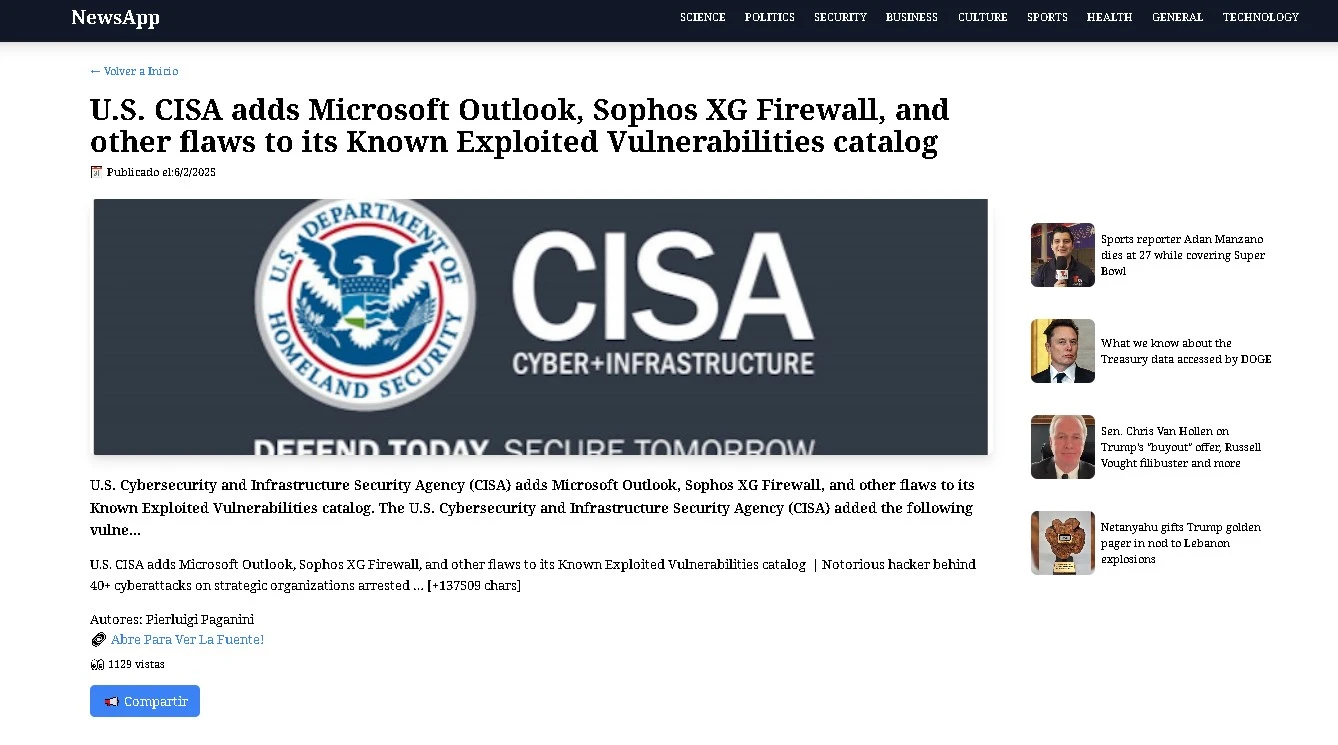 NewsApp
SCIENCE POLITICS SECURITY BUSINESS CULTURE SPORTS HEALTH GENERAL TECHNOLOGY
← Volver a Inicio
U.S. CISA adds Microsoft Outlook, Sophos XG Firewall, and
other flaws to its Known Exploited Vulnerabilities catalog
Publicado el:6/2/2025
U.S. DEPARTMENT OF
HOMELAND SECURITY
CISA
CYBER+INFRASTRUCTURE
DEFEND TODAY, SECURE TOMORROW
U.S. Cybersecurity and Infrastructure Security Agency (CISA) adds Microsoft Outlook, Sophos XG Firewall, and other flaws to its
Known Exploited Vulnerabilities catalog. The U.S. Cybersecurity and Infrastructure Security Agency (CISA) added the following
vulne...
U.S. CISA adds Microsoft Outlook, Sophos XG Firewall, and other flaws to its Known Exploited Vulnerabilities catalog | Notorious hacker behind
40+ cyberattacks on strategic organizations arrested ... [+137509 chars]
Autores: Pierluigi Paganini
Abre Para Ver La Fuente!
1129 vistas
Compartir
Sports reporter Adan Manzano
dies at 27 while covering Super
Bowl
What we know about the
Treasury data accessed by DOGE
Sen. Chris Van Hollen on
Trump's "buyout" offer, Russell
Vought filibuster and more
Netanyahu gifts Trump golden
pager in nod to Lebanon
explosions